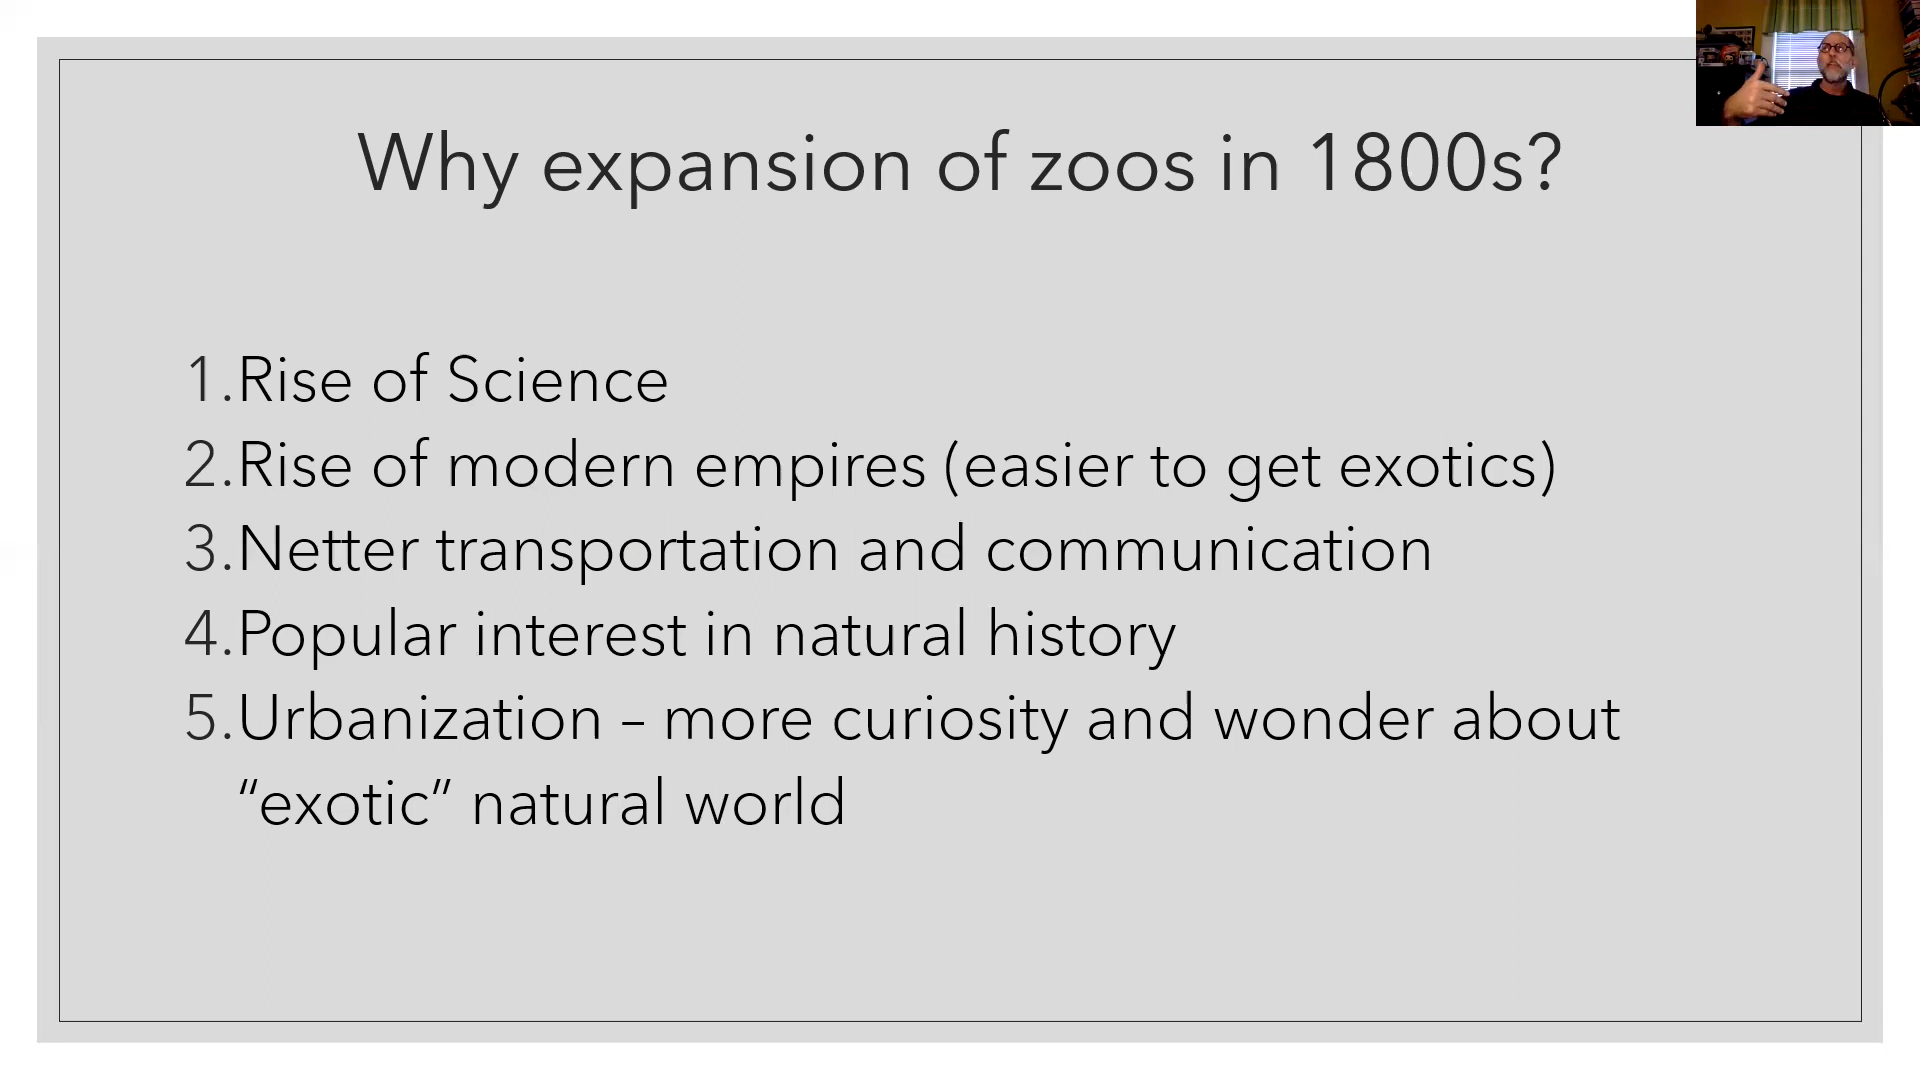 Why expansion of zoos in 1800s?
1.Rise of Science
2.Rise of modern empires (easier to get exotics)
3.Netter transportation and communication
4.Popular interest in natural history
5.Urbanization – more curiosity and wonder about
“exotic” natural world